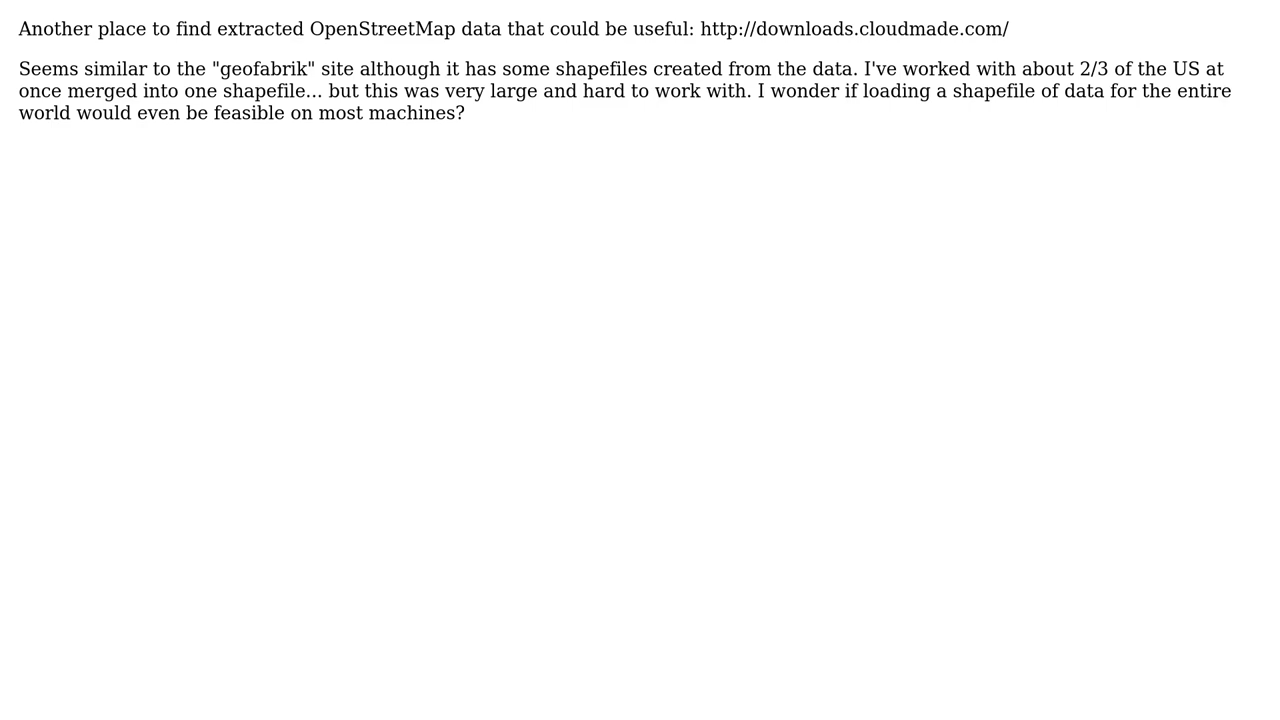 Another place to find extracted OpenStreetMap data that could be useful: http://downloads.cloudmade.com/
Seems similar to the "geofabrik" site although it has some shapefiles created from the data. I've worked with about 2/3 of the US at
once merged into one shapefile... but this was very large and hard to work with. I wonder if loading a shapefile of data for the entire
world would even be feasible on most machines?